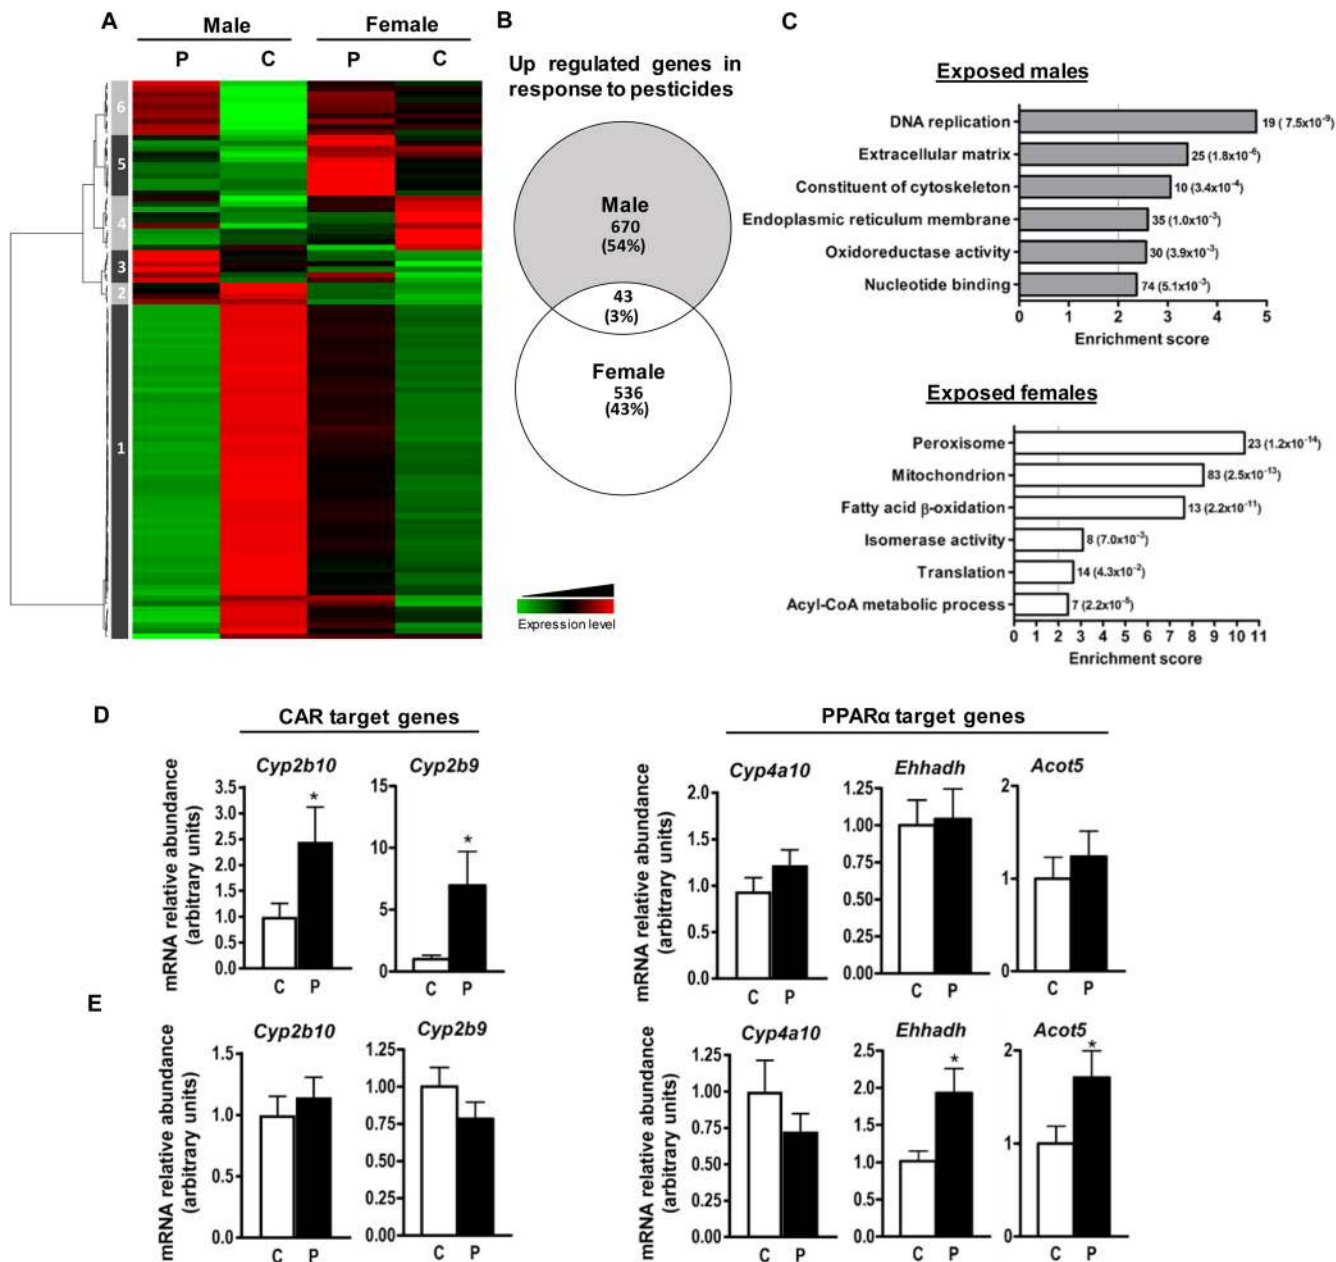 A
Male
Female
P
C
P
C
6
5
4
3
2
1
B
Up regulated genes in
response to pesticides
Male
670
(54%)
43
(3%)
Female
536
(43%)
Expression level
C
Exposed males
DNA replication
19 ( 7.5x10⁻⁹)
Extracellular matrix
25 (1.8x10⁻⁶)
Constituent of cytoskeleton
10 (3.4x10⁻⁴)
Endoplasmic reticulum membrane
35 (1.0x10⁻³)
Oxidoreductase activity
30 (3.9x10⁻³)
Nucleotide binding
74 (5.1x10⁻³)
0 1 2 3 4 5
Enrichment score
Exposed females
Peroxisome
23 (1.2x10⁻¹⁴)
Mitochondrion
83 (2.5x10⁻¹³)
Fatty acid β-oxidation
13 (2.2x10⁻¹¹)
Isomerase activity
8 (7.0x10⁻³)
Translation
14 (4.3x10⁻²)
Acyl-CoA metabolic process
7 (2.2x10⁻⁵)
0 1 2 3 4 5 6 7 8 9 10 11
Enrichment score
D
CAR target genes
mRNA relative abundance
(arbitrary units)
Cyp2b10
3.5
3.0
2.5
2.0
1.5
1.0
0.5
0.0
*
C P
Cyp2b9
15
10
5
0
*
C P
PPARα target genes
mRNA relative abundance
(arbitrary units)
Cyp4a10
2.0
1.5
1.0
0.5
0.0
C P
Ehhadh
1.25
1.00
0.75
0.50
0.25
0.00
C P
Acot5
2
1
0
C P
E
mRNA relative abundance
(arbitrary units)
Cyp2b10
1.5
1.0
0.5
0.0
C P
Cyp2b9
1.25
1.00
0.75
0.50
0.25
0.00
C P
mRNA relative abundance
(arbitrary units)
Cyp4a10
1.25
1.00
0.75
0.50
0.25
0.00
C P
Ehhadh
2.5
2.0
1.5
1.0
0.5
0.0
*
C P
Acot5
2
1
0
*
C P